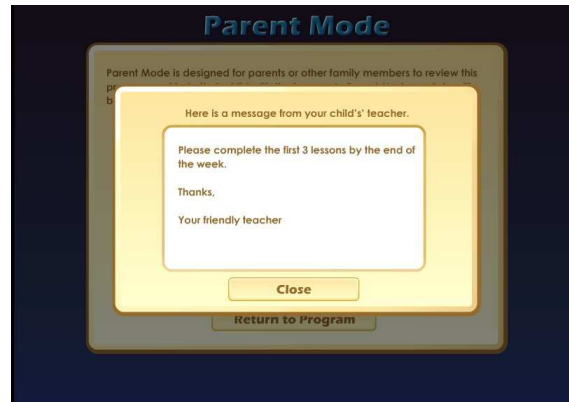 Parent Mode
Parent Mode is designed for parents or other family members to review this
Here is a message from your child's' teacher.
Please complete the first 3 lessons by the end of
the week.
Thanks,
Your friendly teacher
Close
Return to Program